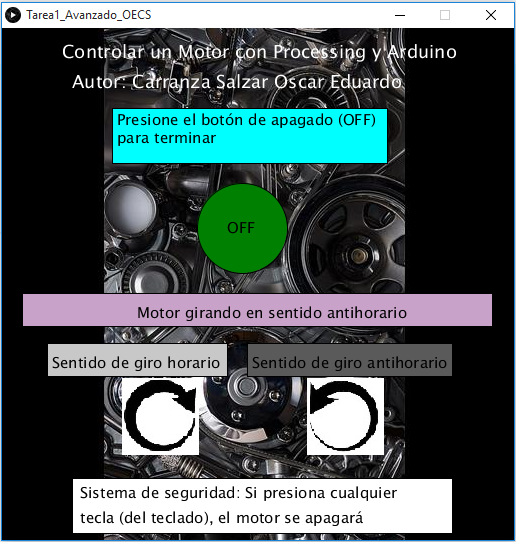 Tarea1_Avanzado_OECS
Controlar un Motor con Processing y Arduino
Autor: Carranza Salzar Oscar Eduardo
Presione el botón de apagado (OFF)
para terminar
OFF
Motor girando en sentido antihorario
Sentido de giro horario
Sentido de giro antihorario
Sistema de seguridad: Si presiona cualquier
tecla (del teclado), el motor se apagará